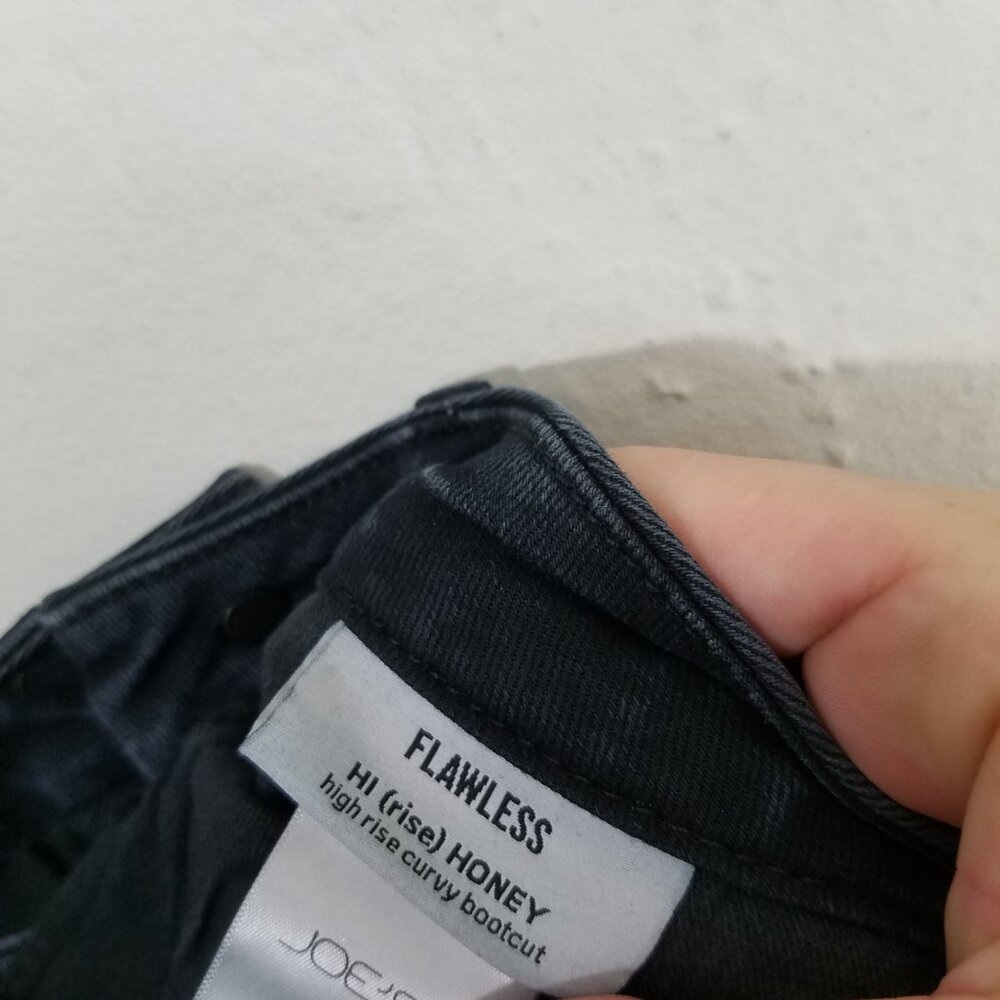 FLAWLESS
HI (rise) HONEY
high rise curvy bootcut